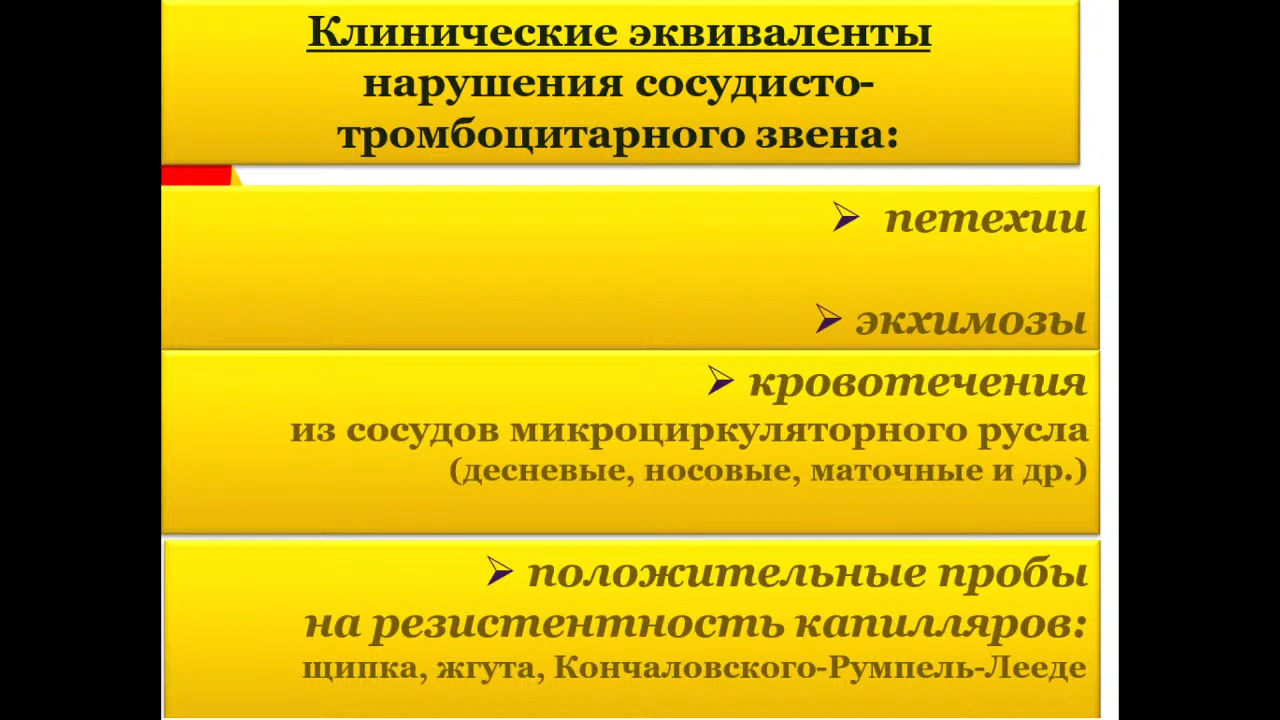 Клинические эквиваленты
нарушения сосудисто-
тромбоцитарного звена:
➢ петехии
➢ экхимозы
➢ кровотечения
из сосудов микроциркуляторного русла
(десневые, носовые, маточные и др.)
➢ положительные пробы
на резистентность капилляров:
щипка, жгута, Кончаловского-Румпель-Лееде